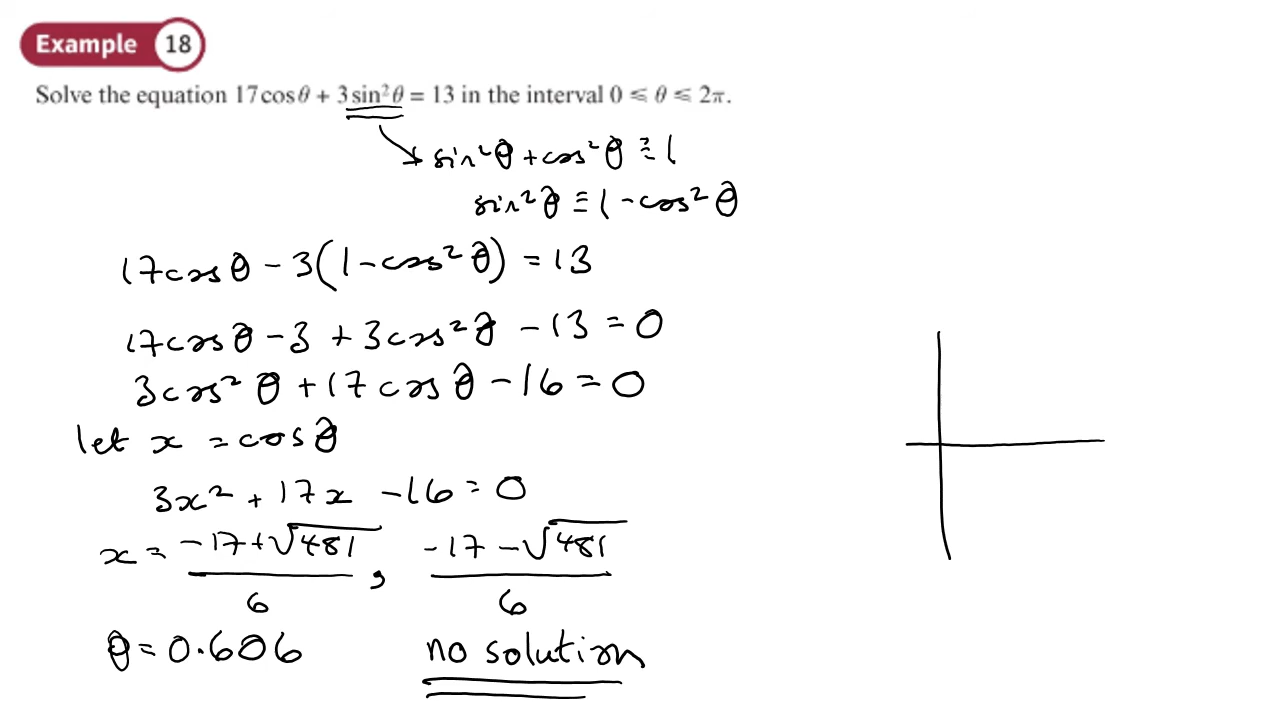 Example 18
Solve the equation 17cosθ + 3sin²θ = 13 in the interval 0 ⩽ θ ⩽ 2π.
sin²θ + cos²θ ≡ 1
sin²θ ≡ 1 - cos²θ
17cosθ - 3(1 - cos²θ) = 13
17cosθ - 3 + 3cos²θ - 13 = 0
3cos²θ + 17cosθ - 16 = 0
let x = cosθ
3x² + 17x - 16 = 0
x = (-17 + √481)/6 , (-17 - √481)/6
θ = 0.606 no solution